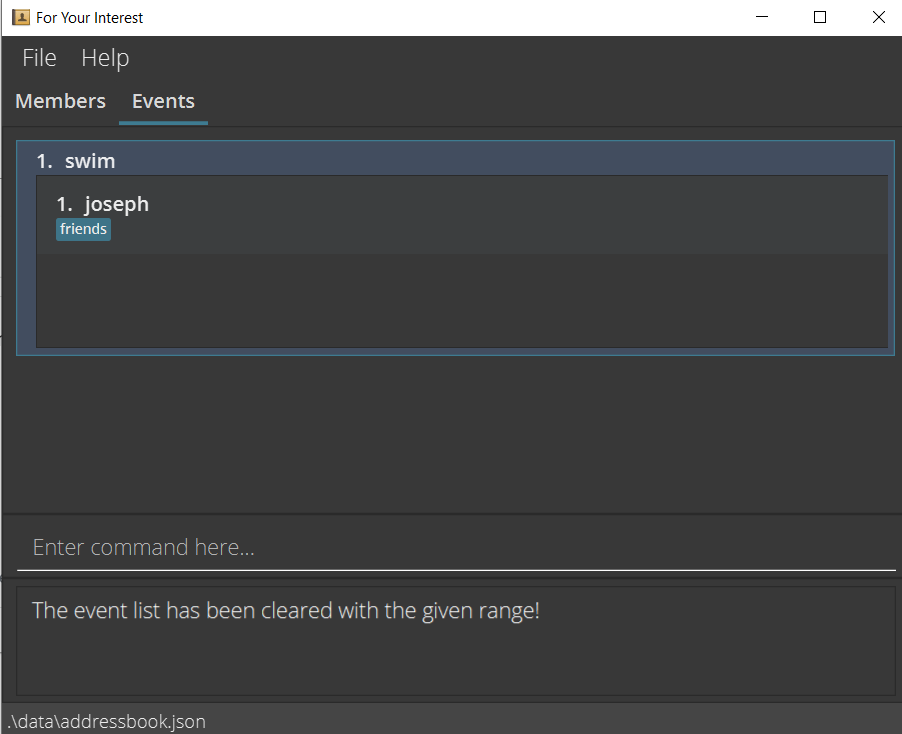 For Your Interest
File Help
Members Events
1. swim
1. joseph
friends
Enter command here...
The event list has been cleared with the given range!
.\data\addressbook.json